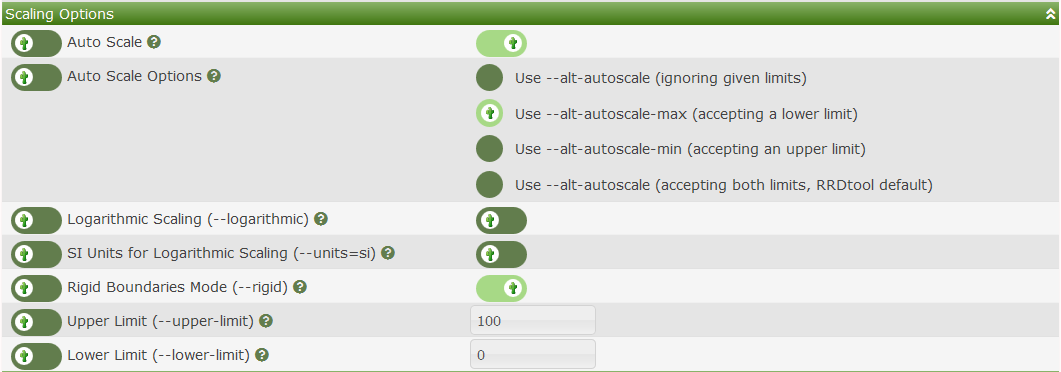 Scaling Options
Auto Scale
Auto Scale Options
Use --alt-autoscale (ignoring given limits)
Use --alt-autoscale-max (accepting a lower limit)
Use --alt-autoscale-min (accepting an upper limit)
Use --alt-autoscale (accepting both limits, RRDtool default)
Logarithmic Scaling (--logarithmic)
SI Units for Logarithmic Scaling (--units=si)
Rigid Boundaries Mode (--rigid)
Upper Limit (--upper-limit) 100
Lower Limit (--lower-limit) 0